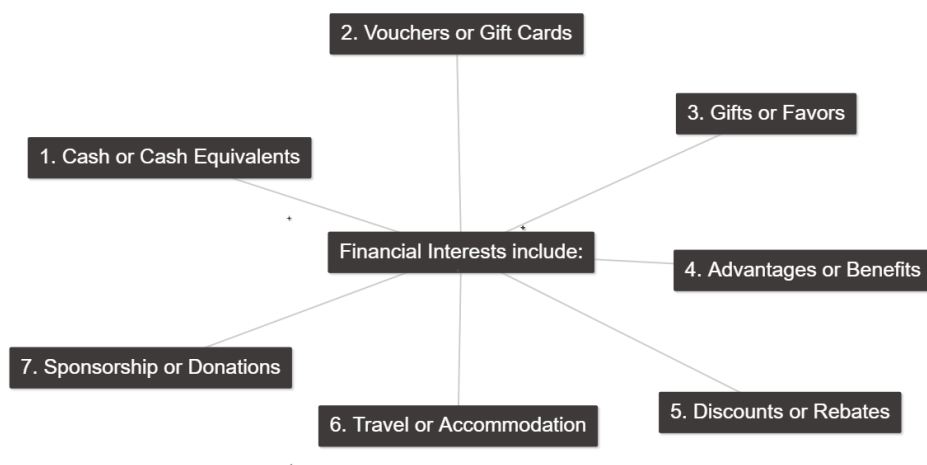 2. Vouchers or Gift Cards
3. Gifts or Favors
1. Cash or Cash Equivalents
Financial Interests include:
4. Advantages or Benefits
7. Sponsorship or Donations
5. Discounts or Rebates
6. Travel or Accommodation